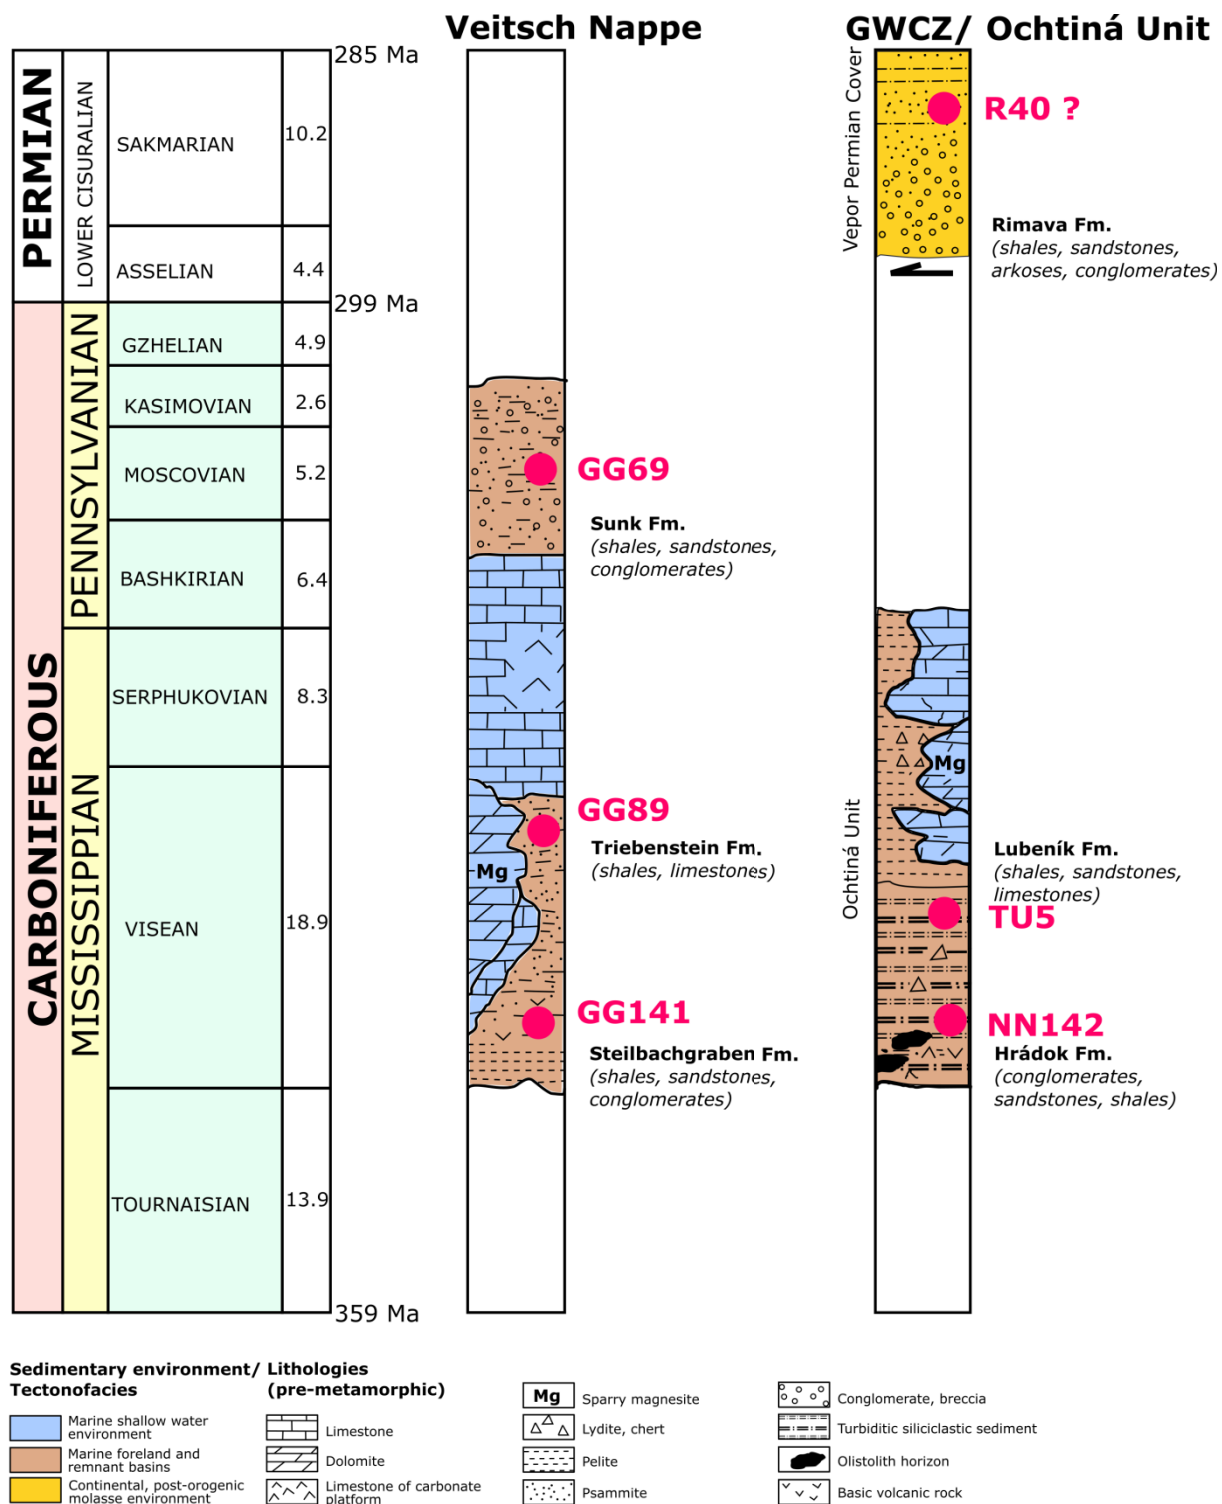 Veitsch Nappe
GWCZ/ Ochtiná Unit
285 Ma
PERMIAN
LOWER CISURALIAN
SAKMARIAN
10.2
ASSELIAN
4.4
299 Ma
CARBONIFEROUS
PENNSYLVANIAN
GZHELIAN
4.9
KASIMOVIAN
2.6
MOSCOVIAN
5.2
BASHKIRIAN
6.4
MISSISSIPPIAN
SERPHUKOVIAN
8.3
VISEAN
18.9
TOURNAISIAN
13.9
359 Ma
GG69
Sunk Fm.
(shales, sandstones,
conglomerates)
Mg
GG89
Triebenstein Fm.
(shales, limestones)
GG141
Steilbachgraben Fm.
(shales, sandstones,
conglomerates)
Vepor Permian Cover
R40 ?
Rimava Fm.
(shales, sandstones,
arkoses, conglomerates)
Ochtiná Unit
Mg
Lubeník Fm.
(shales, sandstones,
limestones)
TU5
NN142
Hrádok Fm.
(conglomerates,
sandstones, shales)
Sedimentary environment/
Tectonofacies
Marine shallow water
environment
Marine foreland and
remnant basins
Continental, post-orogenic
molasse environment
Lithologies
(pre-metamorphic)
Limestone
Dolomite
Limestone of carbonate
platform
Mg
Sparry magnesite
Lydite, chert
Pelite
Psammite
Conglomerate, breccia
Turbiditic siliciclastic sediment
Olistolith horizon
Basic volcanic rock